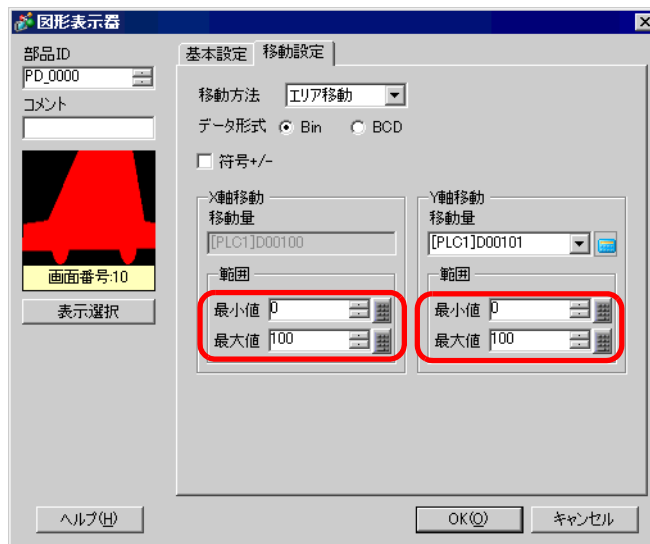 図形表示器
部品ID
PD_0000
コメント
画面番号:10
表示選択
基本設定 移動設定
移動方法 エリア移動
データ形式 Bin BCD
符号+/-
X軸移動
移動量
[PLC1]D00100
範囲
最小値 0
最大値 100
Y軸移動
移動量
[PLC1]D00101
範囲
最小値 0
最大値 100
ヘルプ(H) OK(O) キャンセル